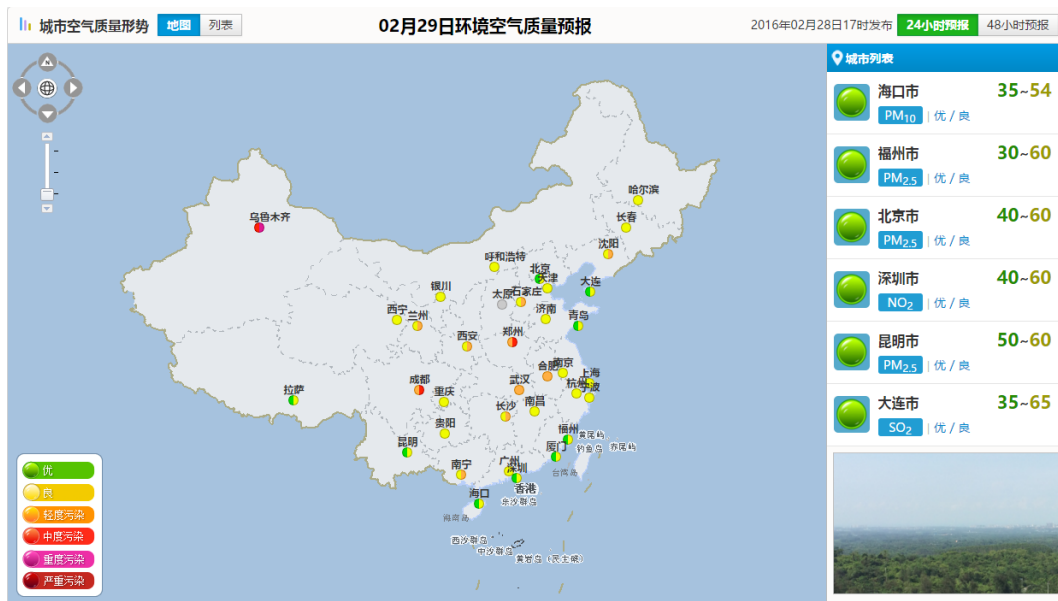 城市空气质量形势 地图 列表 02月29日环境空气质量预报 2016年02月28日17时发布 24小时预报 48小时预报
城市列表
海口市 35~54
PM10 | 优 / 良
福州市 30~60
PM2.5 | 优 / 良
北京市 40~60
PM2.5 | 优 / 良
深圳市 40~60
NO2 | 优 / 良
昆明市 50~60
PM2.5 | 优 / 良
大连市 35~65
SO2 | 优 / 良
哈尔滨
乌鲁木齐
长春
沈阳
呼和浩特
北京
天津
大连
银川
太原
石家庄
西宁
兰州
济南
青岛
西安
郑州
合肥
南京
上海
成都
武汉
杭州
宁波
拉萨
重庆
长沙
南昌
贵阳
福州
黄尾屿
昆明
厦门
钓鱼岛
赤尾屿
南宁
广州
深圳
台湾岛
香港
海口
东沙群岛
海南岛
西沙群岛
中沙群岛
黄岩岛（民主礁）
优
良
轻度污染
中度污染
重度污染
严重污染